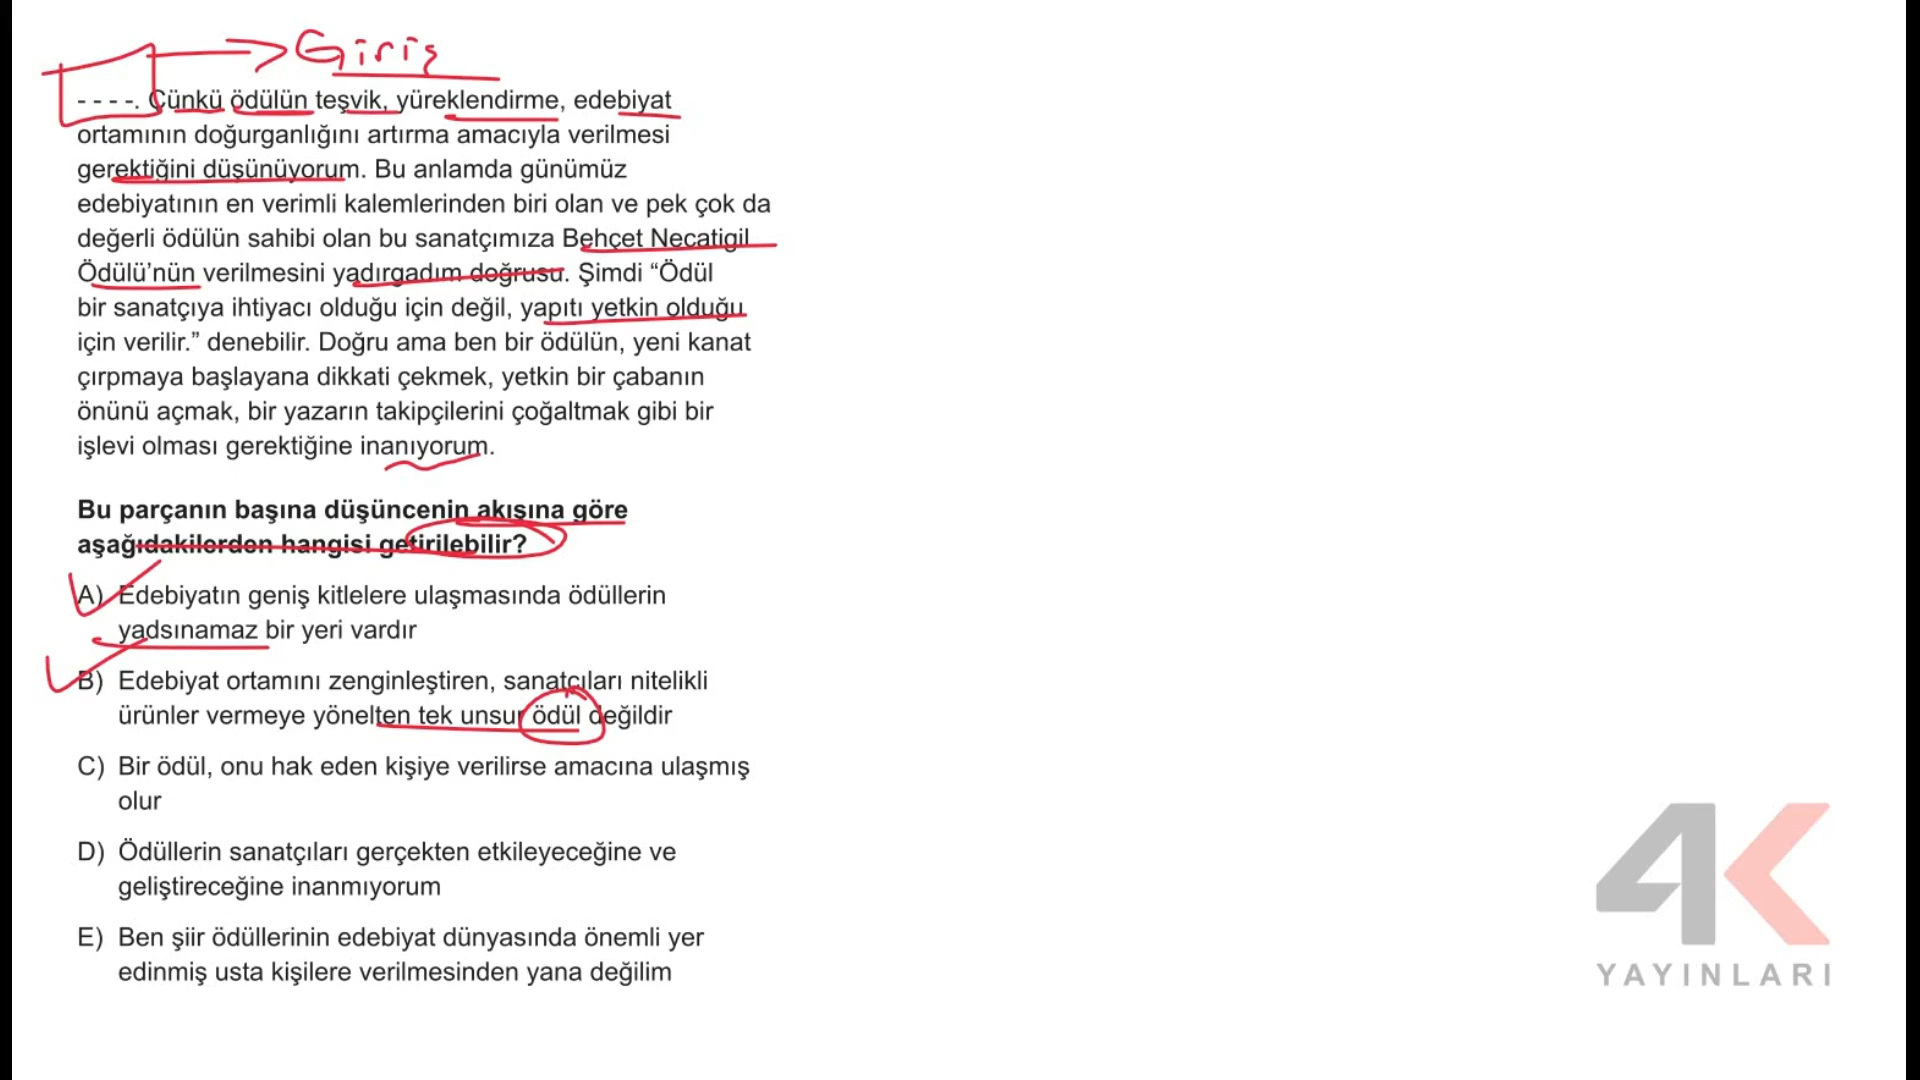 Giriş
- - - -. Çünkü ödülün teşvik, yüreklendirme, edebiyat
ortamının doğurganlığını artırma amacıyla verilmesi
gerektiğini düşünüyorum. Bu anlamda günümüz
edebiyatının en verimli kalemlerinden biri olan ve pek çok da
değerli ödülün sahibi olan bu sanatçımıza Behçet Necatigil
Ödülü’nün verilmesini yadırgadım doğrusu. Şimdi “Ödül
bir sanatçıya ihtiyacı olduğu için değil, yapıtı yetkin olduğu
için verilir.” denebilir. Doğru ama ben bir ödülün, yeni kanat
çırpmaya başlayana dikkati çekmek, yetkin bir çabanın
önünü açmak, bir yazarın takipçilerini çoğaltmak gibi bir
işlevi olması gerektiğine inanıyorum.
Bu parçanın başına düşüncenin akışına göre
aşağıdakilerden hangisi getirilebilir?
A) Edebiyatın geniş kitlelere ulaşmasında ödüllerin
yadsınamaz bir yeri vardır
B) Edebiyat ortamını zenginleştiren, sanatçıları nitelikli
ürünler vermeye yönelten tek unsur ödül değildir
C) Bir ödül, onu hak eden kişiye verilirse amacına ulaşmış
olur
D) Ödüllerin sanatçıları gerçekten etkileyeceğine ve
geliştireceğine inanmıyorum
E) Ben şiir ödüllerinin edebiyat dünyasında önemli yer
edinmiş usta kişilere verilmesinden yana değilim
4K
YAYINLARI